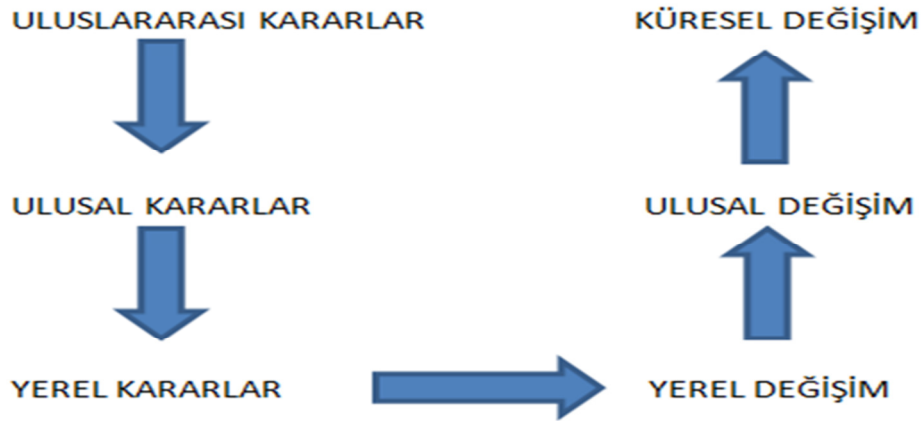 ULUSLARARASI KARARLAR
KÜRESEL DEĞİŞİM
ULUSAL KARARLAR
ULUSAL DEĞİŞİM
YEREL KARARLAR
YEREL DEĞİŞİM